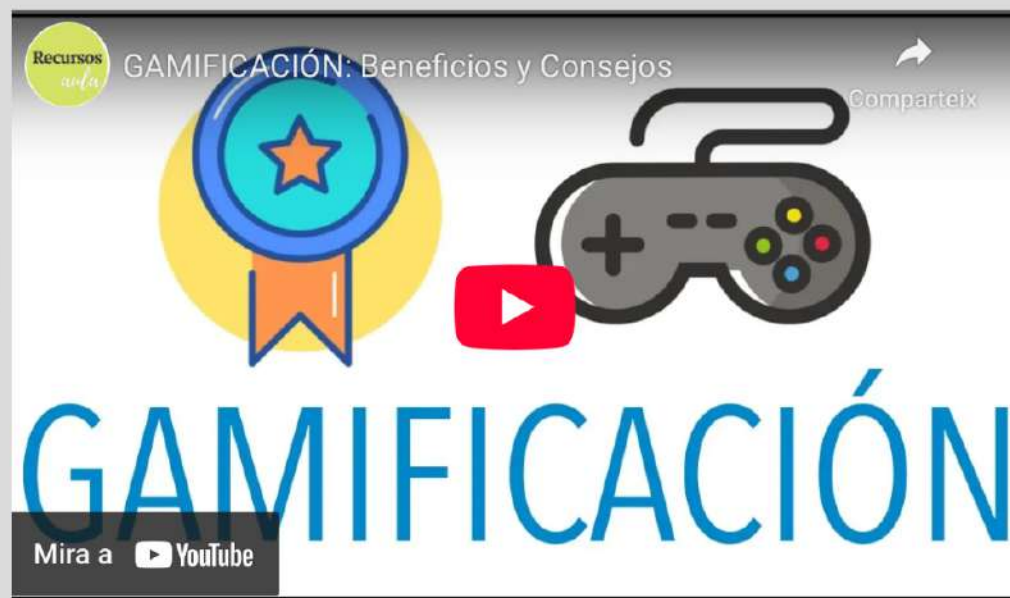 Recursos
aula
GAMIFICACIÓN: Beneficios y Consejos
Comparteix
GAMIFICACIÓN
Mira a YouTube